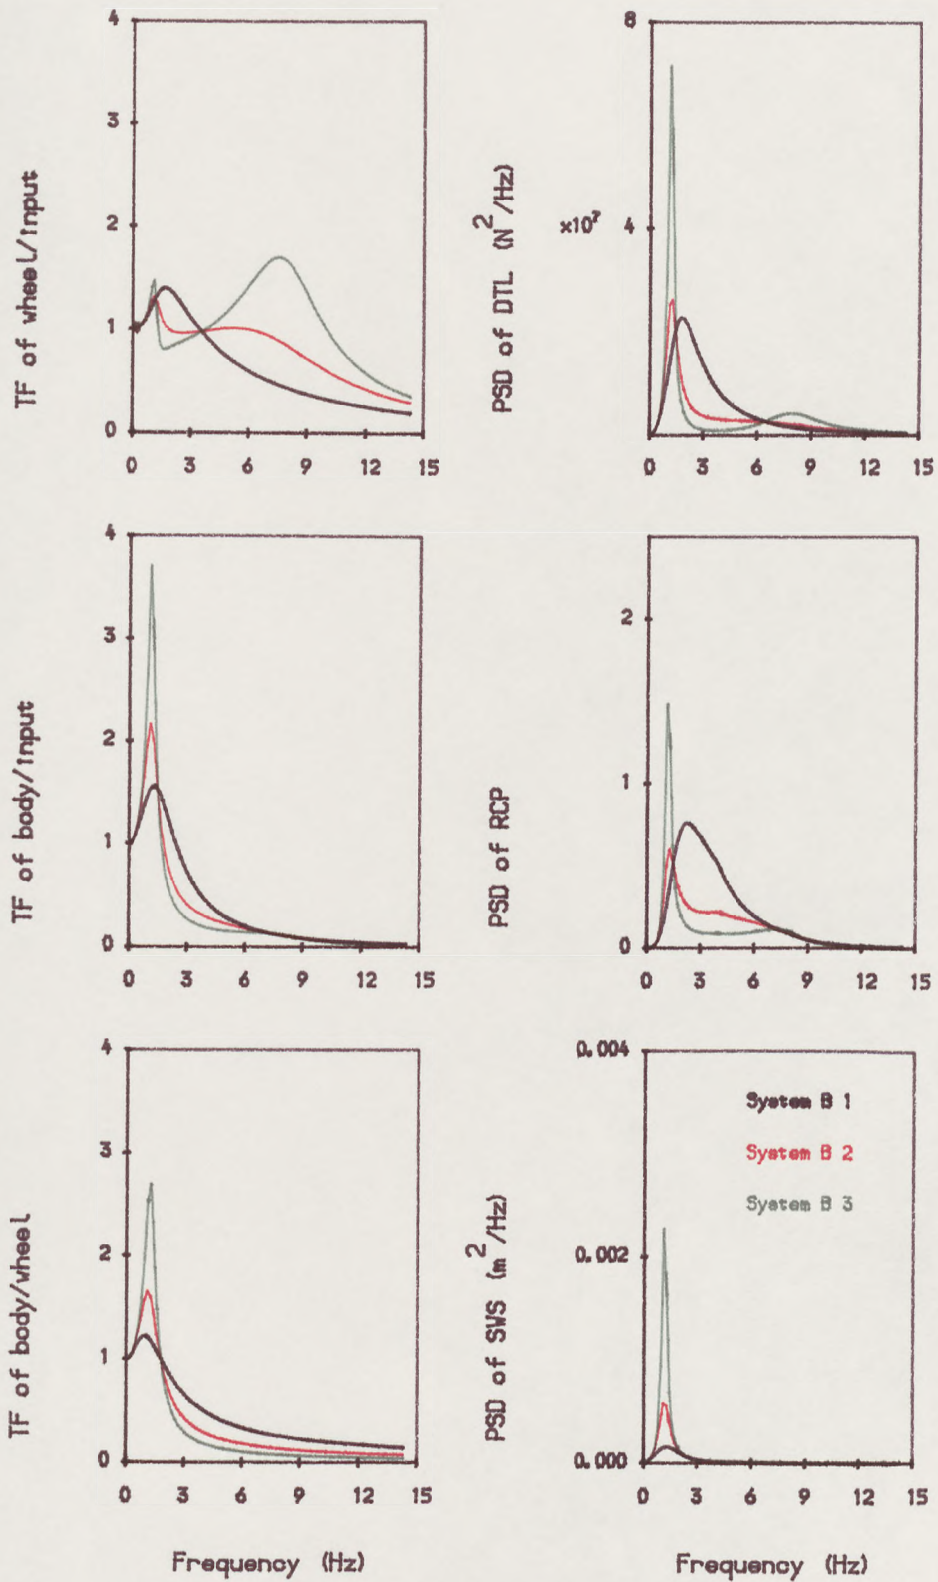 TF of wheel/input
4
3
2
1
0
0 3 6 9 12 15
PSD of DTL (N²/Hz)
×10⁷
8
4
0 3 6 9 12 15
TF of body/input
4
3
2
1
0
0 3 6 9 12 15
PSD of RCP
2
1
0
0 3 6 9 12 15
TF of body/wheel
4
3
2
1
0
0 3 6 9 12 15
Frequency (Hz)
PSD of SWS (m²/Hz)
0.004
0.002
0.000
System B 1
System B 2
System B 3
0 3 6 9 12 15
Frequency (Hz)